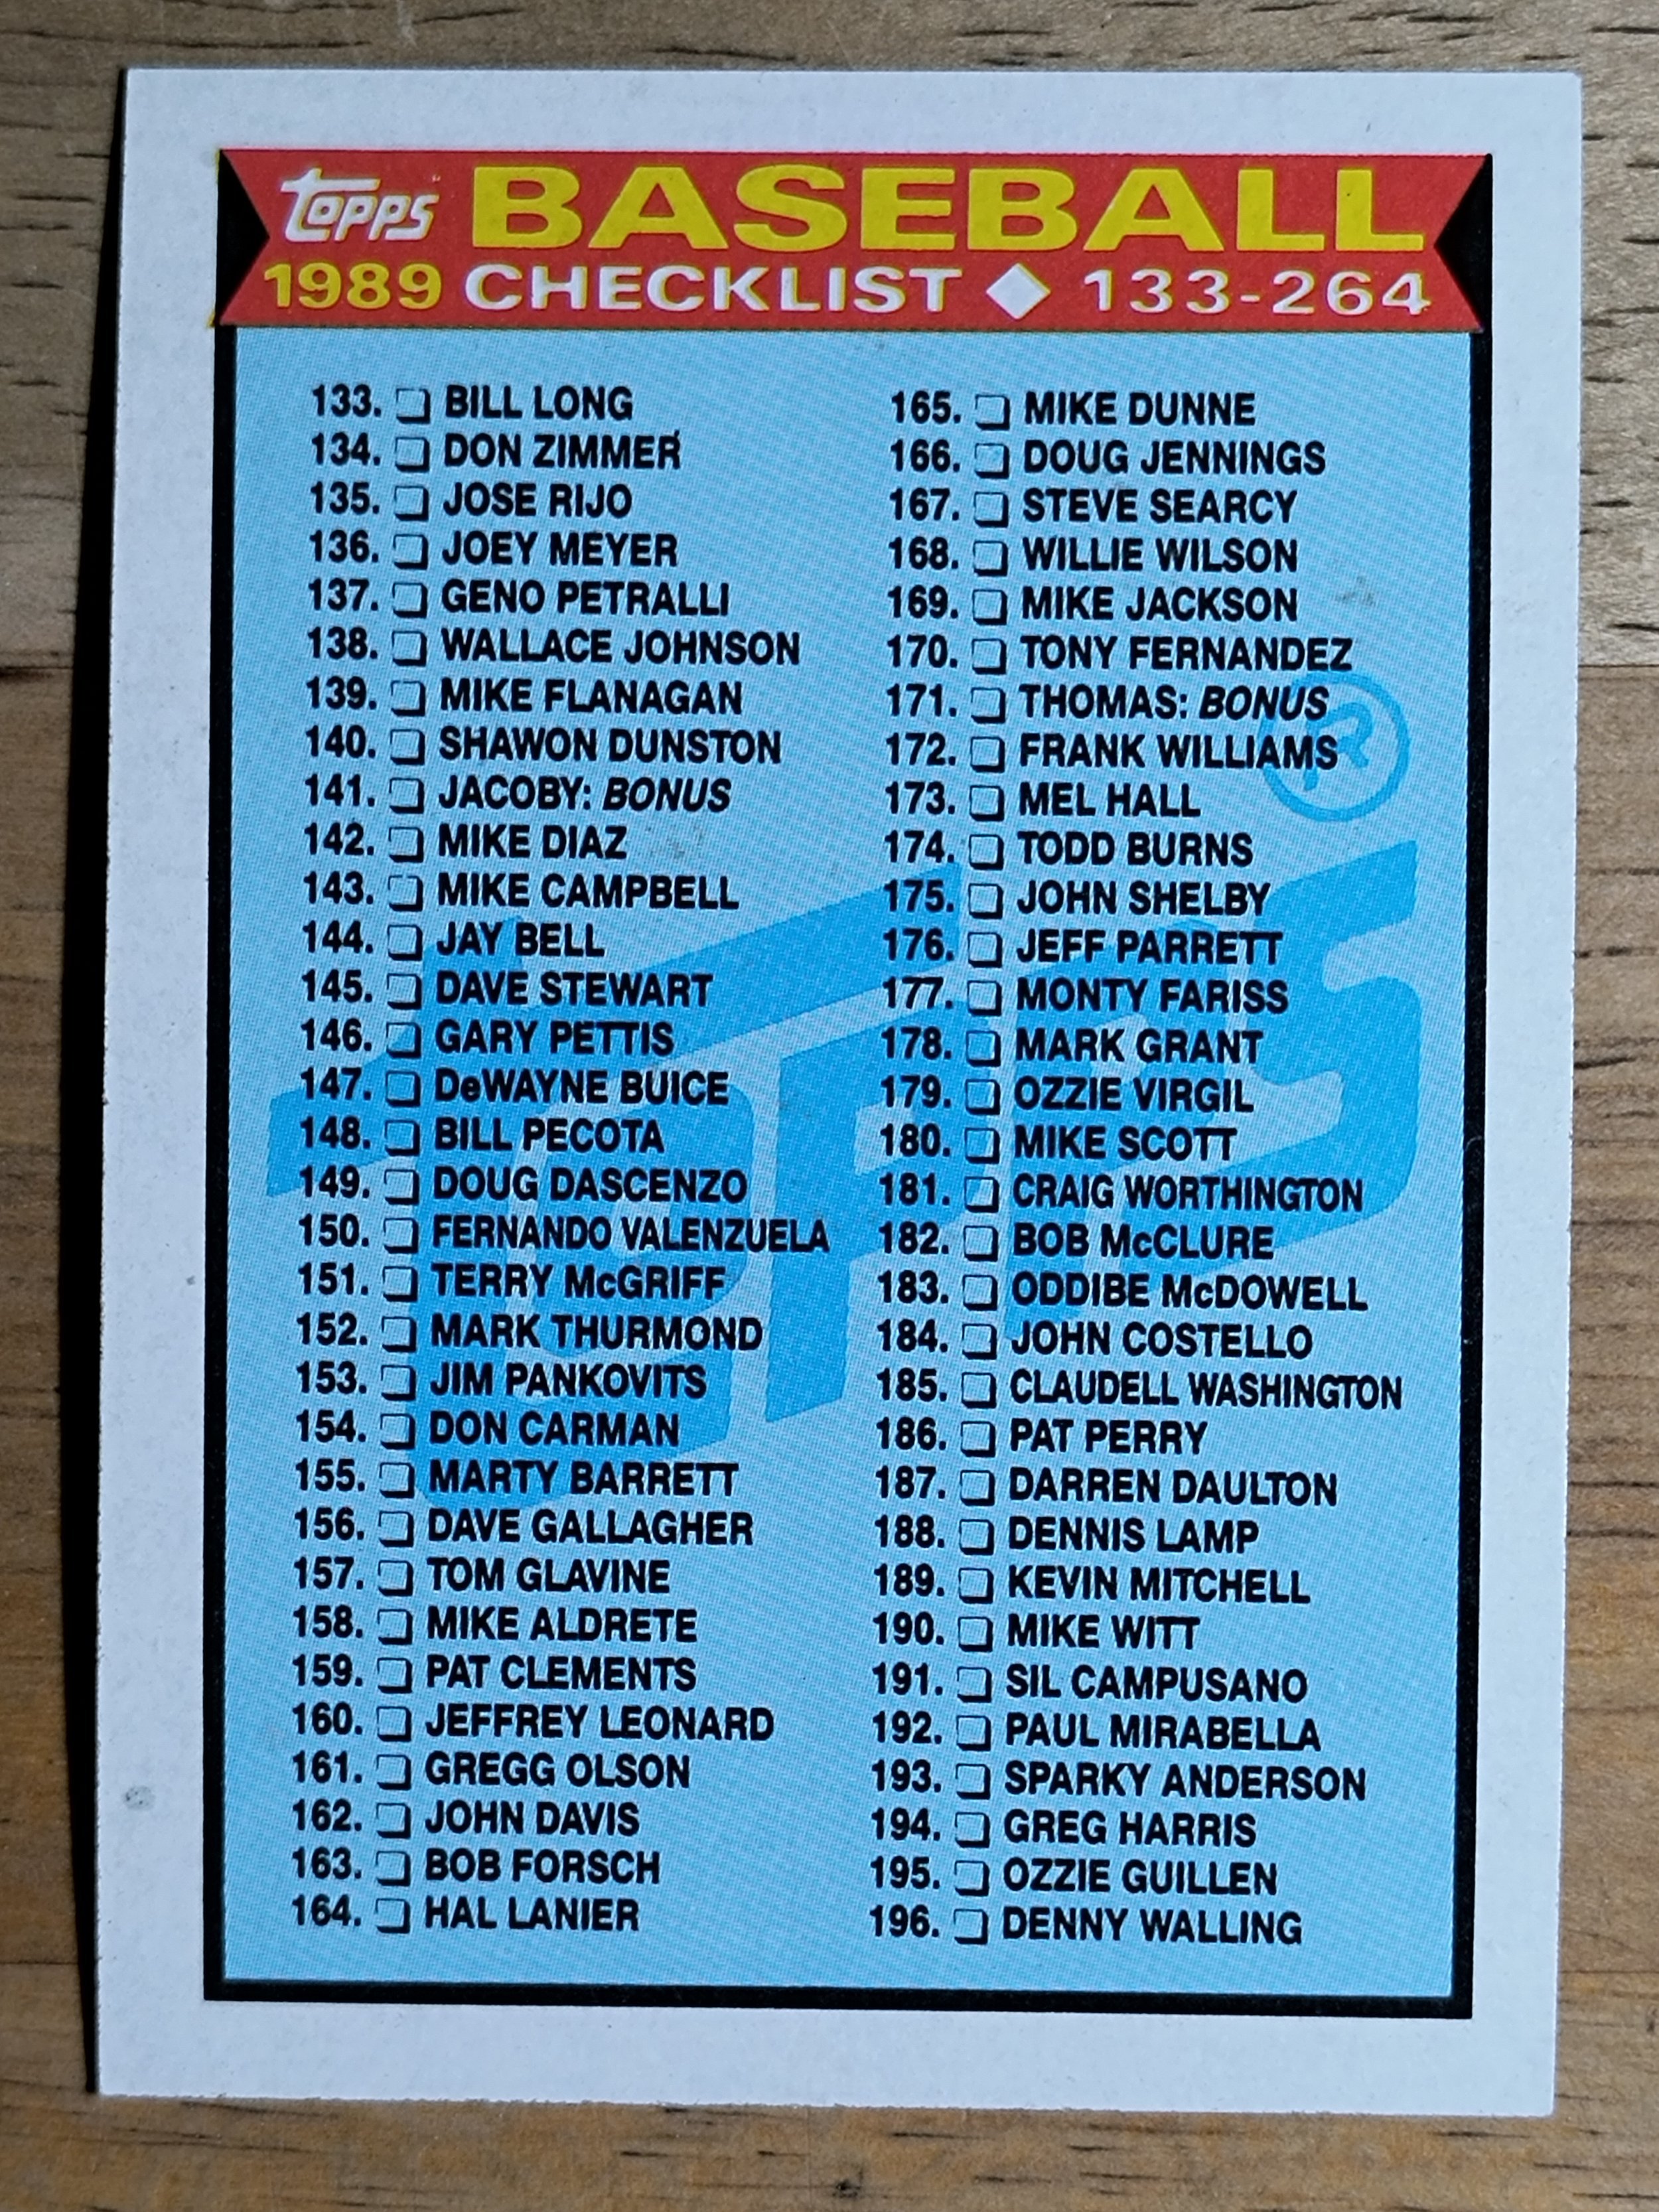 Topps BASEBALL
1989 CHECKLIST ◆ 133-264
133. ❏ BILL LONG
134. ❏ DON ZIMMER
135. ❏ JOSE RIJO
136. ❏ JOEY MEYER
137. ❏ GENO PETRALLI
138. ❏ WALLACE JOHNSON
139. ❏ MIKE FLANAGAN
140. ❏ SHAWON DUNSTON
141. ❏ JACOBY: BONUS
142. ❏ MIKE DIAZ
143. ❏ MIKE CAMPBELL
144. ❏ JAY BELL
145. ❏ DAVE STEWART
146. ❏ GARY PETTIS
147. ❏ DeWAYNE BUICE
148. ❏ BILL PECOTA
149. ❏ DOUG DASCENZO
150. ❏ FERNANDO VALENZUELA
151. ❏ TERRY McGRIFF
152. ❏ MARK THURMOND
153. ❏ JIM PANKOVITS
154. ❏ DON CARMAN
155. ❏ MARTY BARRETT
156. ❏ DAVE GALLAGHER
157. ❏ TOM GLAVINE
158. ❏ MIKE ALDRETE
159. ❏ PAT CLEMENTS
160. ❏ JEFFREY LEONARD
161. ❏ GREGG OLSON
162. ❏ JOHN DAVIS
163. ❏ BOB FORSCH
164. ❏ HAL LANIER
165. ❏ MIKE DUNNE
166. ❏ DOUG JENNINGS
167. ❏ STEVE SEARCY
168. ❏ WILLIE WILSON
169. ❏ MIKE JACKSON
170. ❏ TONY FERNANDEZ
171. ❏ THOMAS: BONUS
172. ❏ FRANK WILLIAMS
173. ❏ MEL HALL
174. ❏ TODD BURNS
175. ❏ JOHN SHELBY
176. ❏ JEFF PARRETT
177. ❏ MONTY FARISS
178. ❏ MARK GRANT
179. ❏ OZZIE VIRGIL
180. ❏ MIKE SCOTT
181. ❏ CRAIG WORTHINGTON
182. ❏ BOB McCLURE
183. ❏ ODDIBE McDOWELL
184. ❏ JOHN COSTELLO
185. ❏ CLAUDELL WASHINGTON
186. ❏ PAT PERRY
187. ❏ DARREN DAULTON
188. ❏ DENNIS LAMP
189. ❏ KEVIN MITCHELL
190. ❏ MIKE WITT
191. ❏ SIL CAMPUSANO
192. ❏ PAUL MIRABELLA
193. ❏ SPARKY ANDERSON
194. ❏ GREG HARRIS
195. ❏ OZZIE GUILLEN
196. ❏ DENNY WALLING
Topps ®